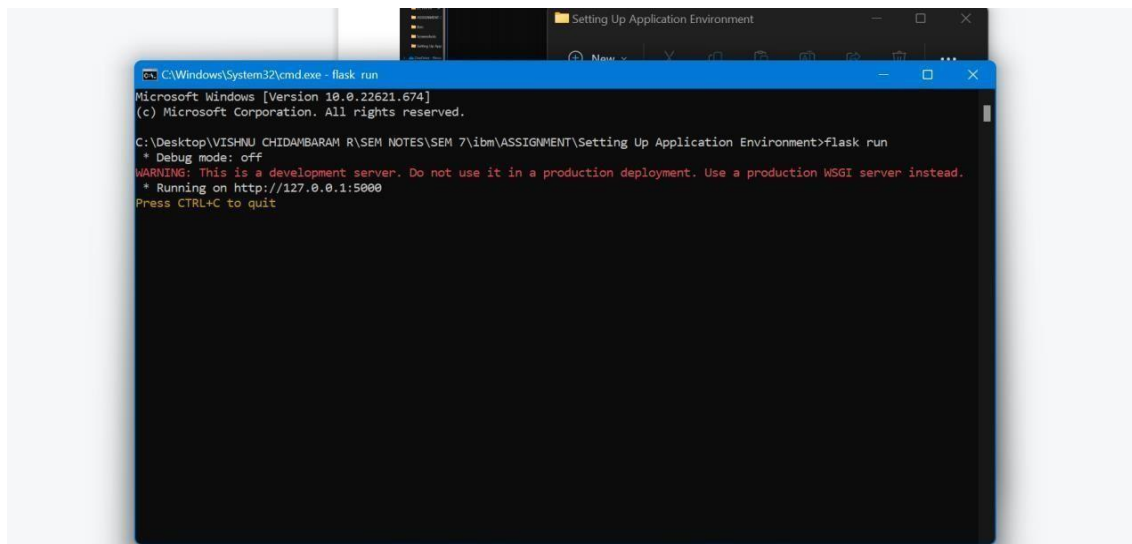 Setting Up Application Environment
New
C:\Windows\System32\cmd.exe - flask run
Microsoft Windows [Version 10.0.22621.674]
(c) Microsoft Corporation. All rights reserved.
C:\Desktop\VISHNU CHIDAMBARAM R\SEM NOTES\SEM 7\ibm\ASSIGNMENT\Setting Up Application Environment>flask run
* Debug mode: off
WARNING: This is a development server. Do not use it in a production deployment. Use a production WSGI server instead.
* Running on http://127.0.0.1:5000
Press CTRL+C to quit